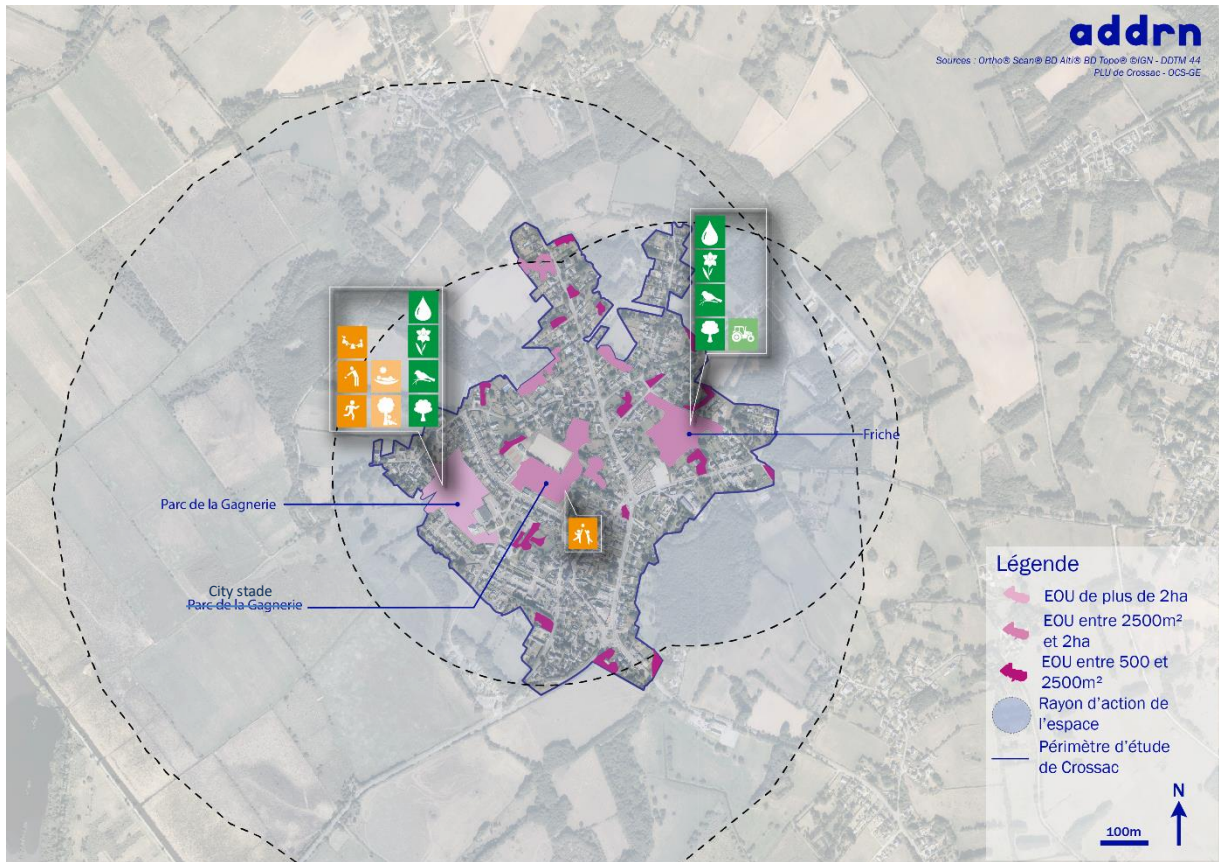 addrn
Sources : Ortho® Scan® BD Alti® BD Topo® ©IGN - DDTM 44
PLU de Crossac - OCS-GE
Friche
Parc de la Gagnerie
City stade
Parc de la Gagnerie
Légende
EOU de plus de 2ha
EOU entre 2500m²
et 2ha
EOU entre 500 et
2500m²
Rayon d'action de
l'espace
Périmètre d'étude
de Crossac
N
100m